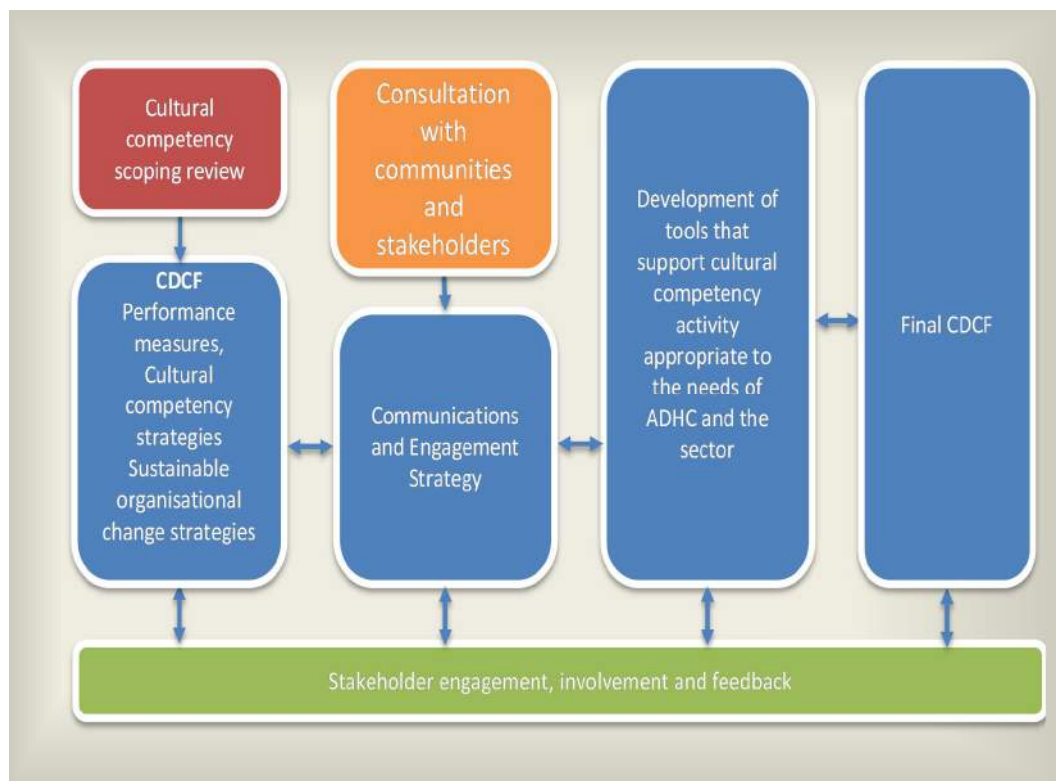 Cultural
competency
scoping review
Consultation
with
communities
and
stakeholders
CDCF
Performance
measures,
Cultural
competency
strategies
Sustainable
organisational
change strategies
Communications
and Engagement
Strategy
Development of
tools that
support cultural
competency
activity
appropriate to
the needs of
ADHC and the
sector
Final CDCF
Stakeholder engagement, involvement and feedback